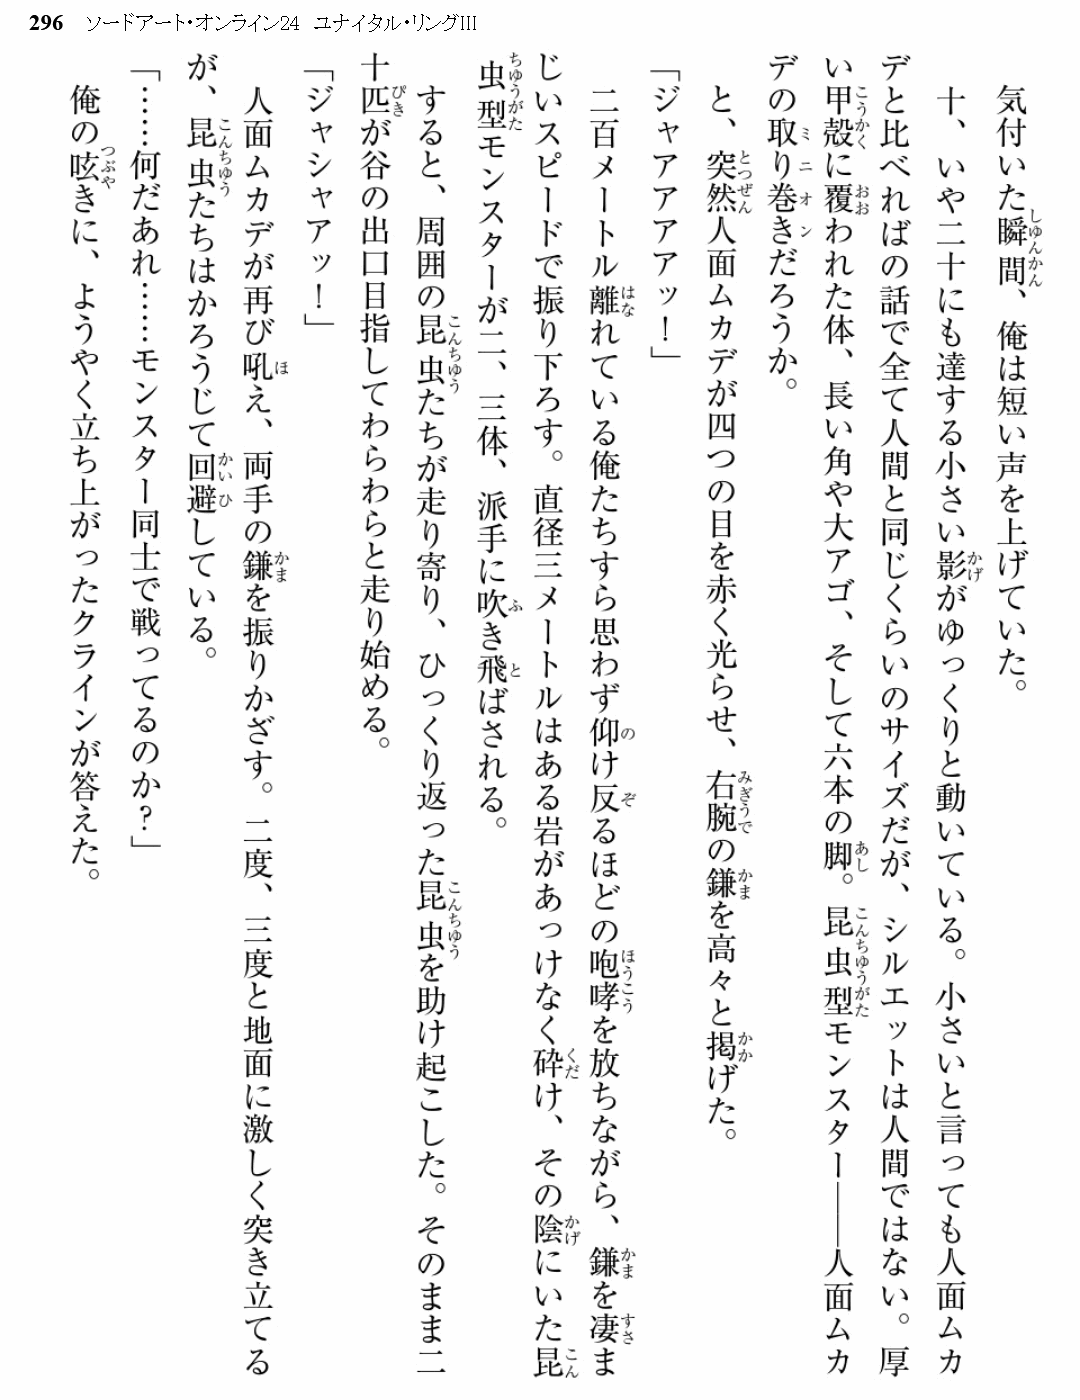 296 ソードアート・オンライン24 ユナイタル・リングIII
気付いた瞬間、俺は短い声を上げていた。
十、いや二十にも達する小さい影がゆっくりと動いている。小さいと言っても人面ムカ
デと比べればの話で全て人間と同じくらいのサイズだが、シルエットは人間ではない。厚
い甲殻に覆われた体、長い角や大アゴ、そして六本の脚。昆虫型モンスター――人面ムカ
デの取り巻きだろうか。
と、突然人面ムカデが四つの目を赤く光らせ、右腕の鎌を高々と掲げた。
「ジャアアアアッ！」
二百メートル離れている俺たちすら思わず仰け反るほどの咆哮を放ちながら、鎌を凄ま
じいスピードで振り下ろす。直径三メートルはある岩があっけなく砕け、その陰にいた昆
虫型モンスターが二、三体、派手に吹き飛ばされる。
すると、周囲の昆虫たちが走り寄り、ひっくり返った昆虫を助け起こした。そのまま二
十匹が谷の出口目指してわらわらと走り始める。
「ジャシャアッ！」
人面ムカデが再び吼え、両手の鎌を振りかざす。二度、三度と地面に激しく突き立てる
が、昆虫たちはかろうじて回避している。
「……何だあれ……モンスター同士で戦ってるのか？」
俺の呟きに、ようやく立ち上がったクラインが答えた。